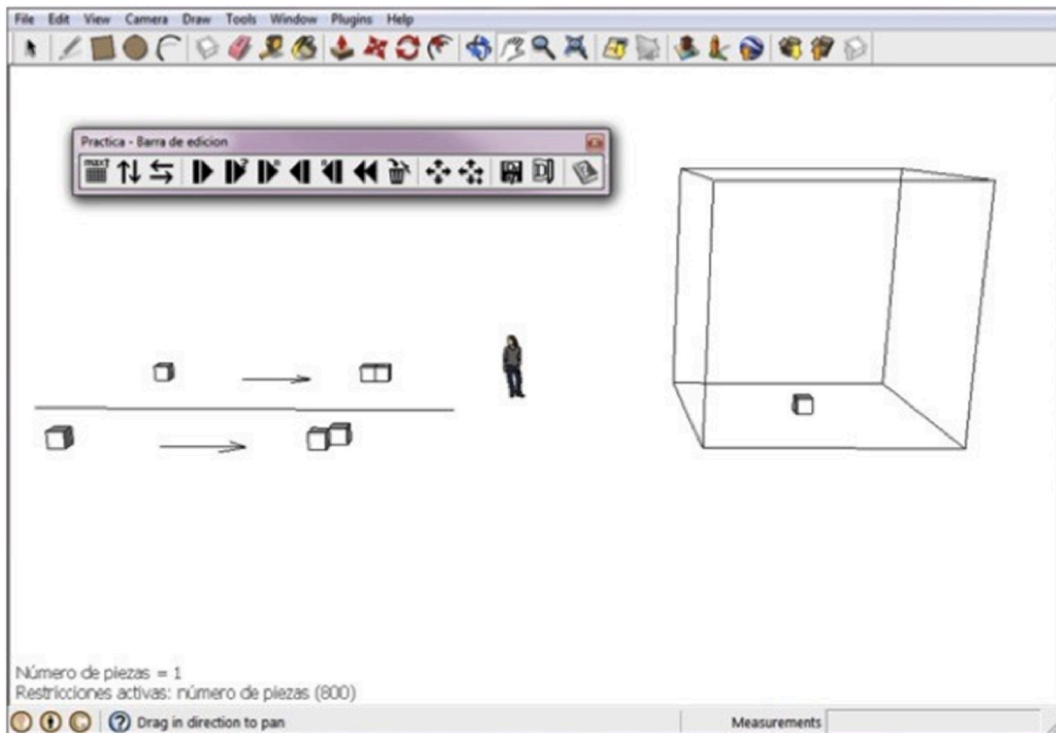 File Edit View Camera Draw Tools Window Plugins Help
Practica - Barra de edicion
Número de piezas = 1
Restricciones activas: número de piezas (800)
Drag in direction to pan
Measurements